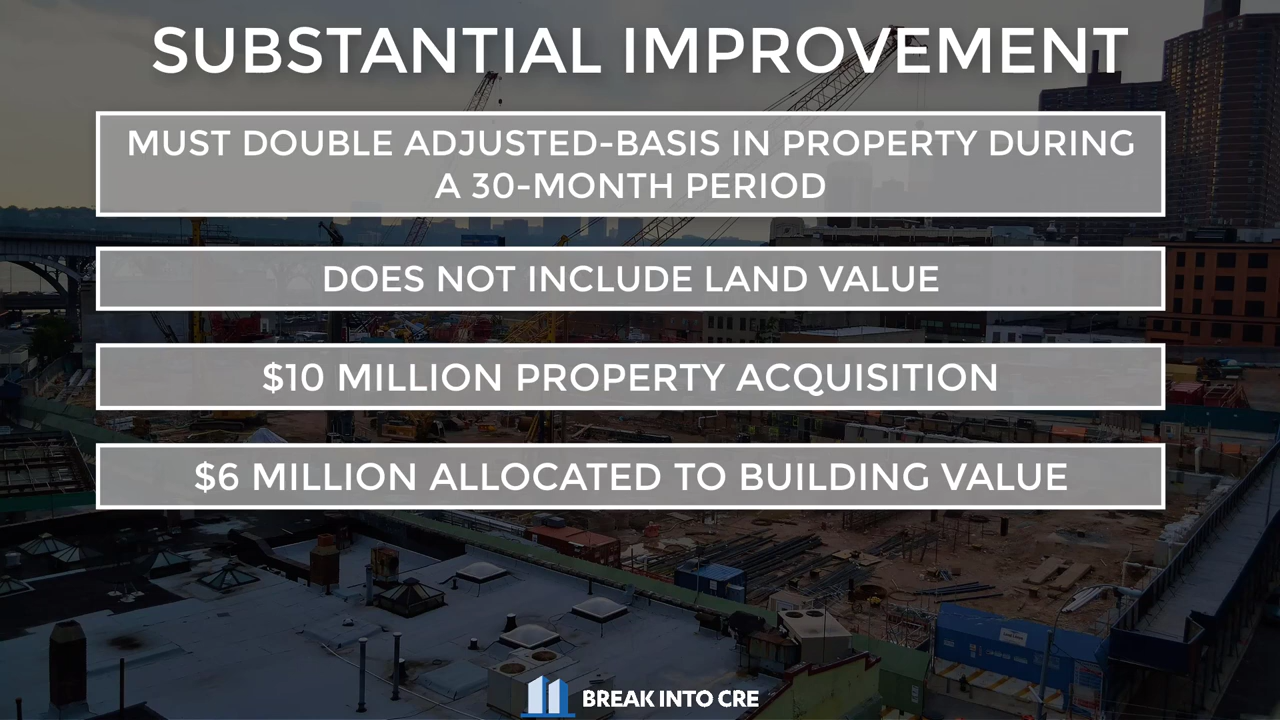 SUBSTANTIAL IMPROVEMENT
MUST DOUBLE ADJUSTED-BASIS IN PROPERTY DURING
A 30-MONTH PERIOD
DOES NOT INCLUDE LAND VALUE
$10 MILLION PROPERTY ACQUISITION
$6 MILLION ALLOCATED TO BUILDING VALUE
BREAK INTO CRE